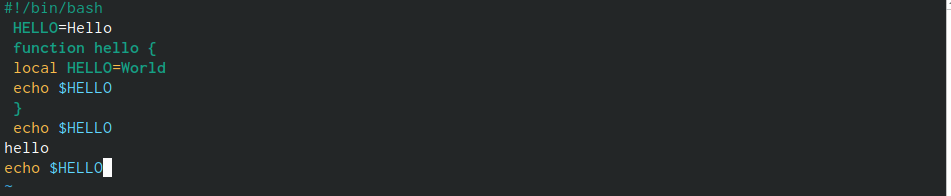 #!/bin/bash
HELLO=Hello
function hello {
local HELLO=World
echo $HELLO
}
echo $HELLO
hello
echo $HELLO
~